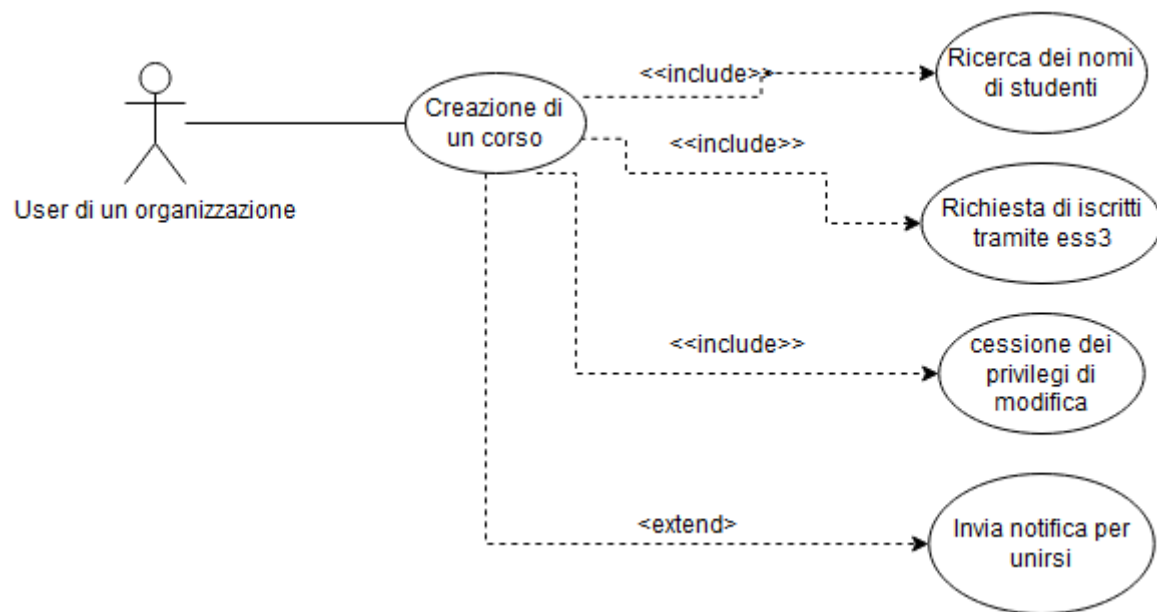 <<include>>
Ricerca dei nomi
di studenti
Creazione di
un corso
<<include>>
User di un organizzazione
Richiesta di iscritti
tramite ess3
<<include>>
cessione dei
privilegi di
modifica
<extend>
Invia notifica per
unirsi